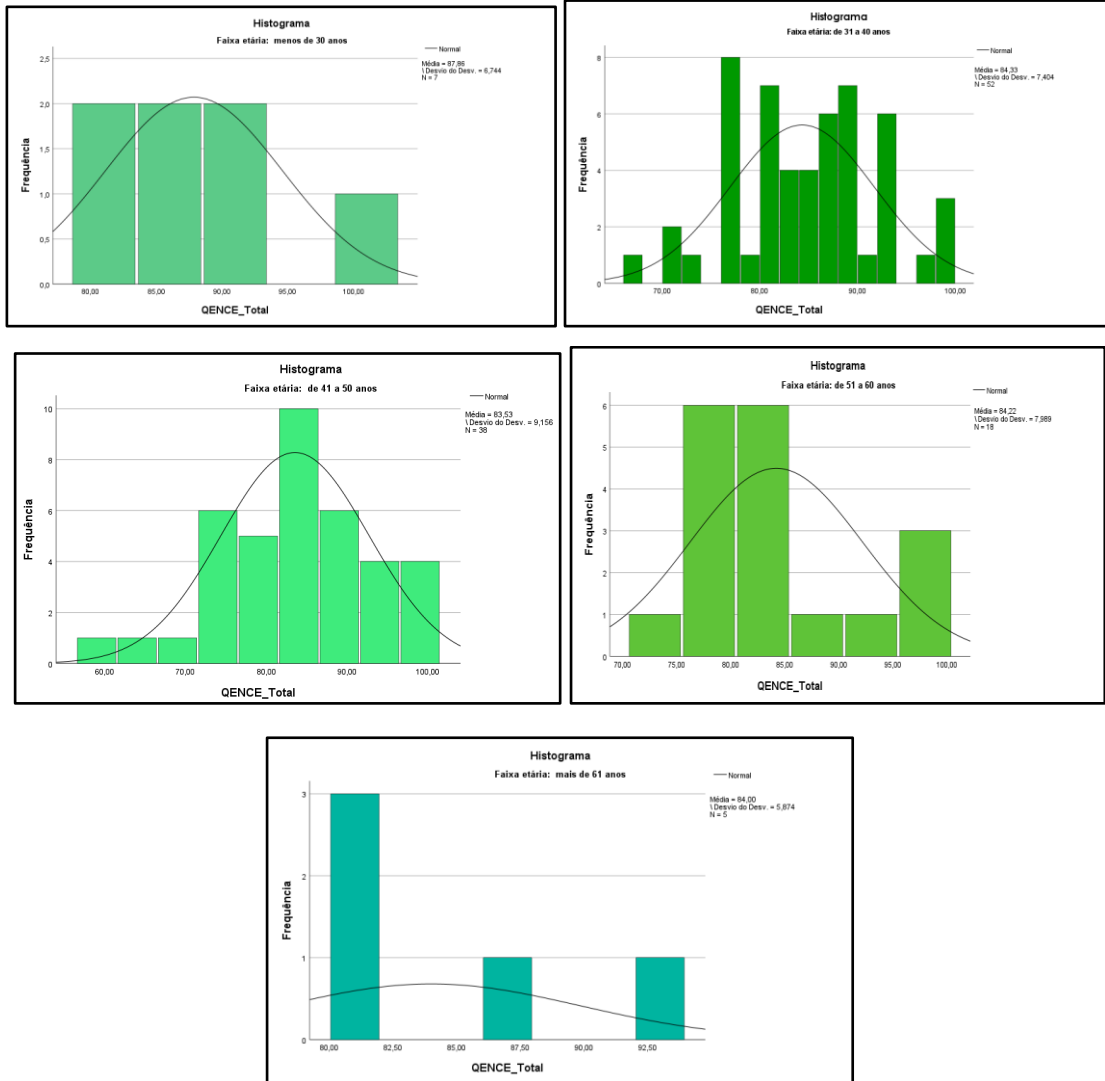 Histograma
Faixa etária: menos de 30 anos
Normal
Média = 87,86
\ Desvio do Desv. = 6,744
N = 7
2,5
2,0
1,5
1,0
0,5
0,0
Frequência
80,00 85,00 90,00 95,00 100,00
QENCE_Total
Histograma
Faixa etária: de 31 a 40 anos
Normal
Média = 84,33
\ Desvio do Desv. = 7,404
N = 52
8
6
4
2
0
Frequência
70,00 80,00 90,00 100,00
QENCE_Total
Histograma
Faixa etária: de 41 a 50 anos
Normal
Média = 83,53
\ Desvio do Desv. = 9,156
N = 38
10
8
6
4
2
0
Frequência
60,00 70,00 80,00 90,00 100,00
QENCE_Total
Histograma
Faixa etária: de 51 a 60 anos
Normal
Média = 84,22
\ Desvio do Desv. = 7,989
N = 18
6
5
4
3
2
1
0
Frequência
70,00 75,00 80,00 85,00 90,00 95,00 100,00
QENCE_Total
Histograma
Faixa etária: mais de 61 anos
Normal
Média = 84,00
\ Desvio do Desv. = 5,874
N = 5
3
2
1
0
Frequência
80,00 82,50 85,00 87,50 90,00 92,50
QENCE_Total